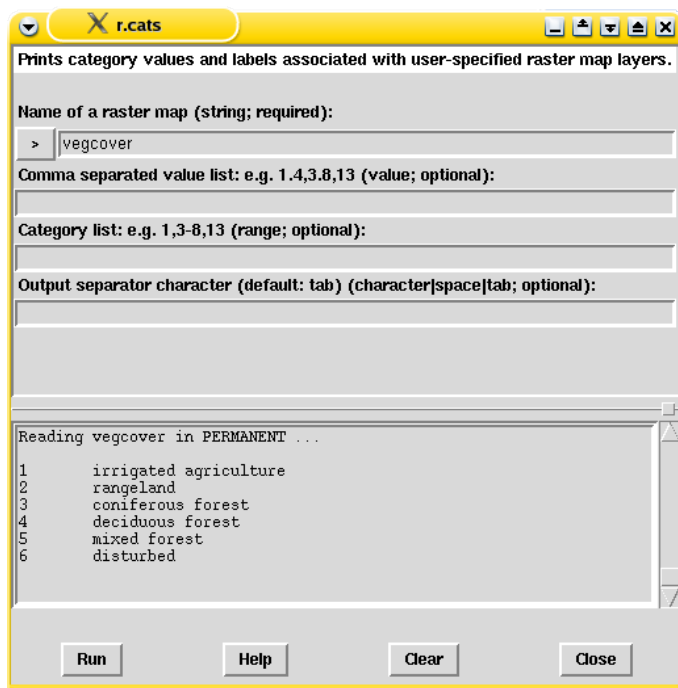 r.cats
Prints category values and labels associated with user-specified raster map layers.
Name of a raster map (string; required):
> vegcover
Comma separated value list: e.g. 1.4,3.8,13 (value; optional):
Category list: e.g. 1,3-8,13 (range; optional):
Output separator character (default: tab) (character|space|tab; optional):
Reading vegcover in PERMANENT ...
1 irrigated agriculture
2 rangeland
3 coniferous forest
4 deciduous forest
5 mixed forest
6 disturbed
Run Help Clear Close